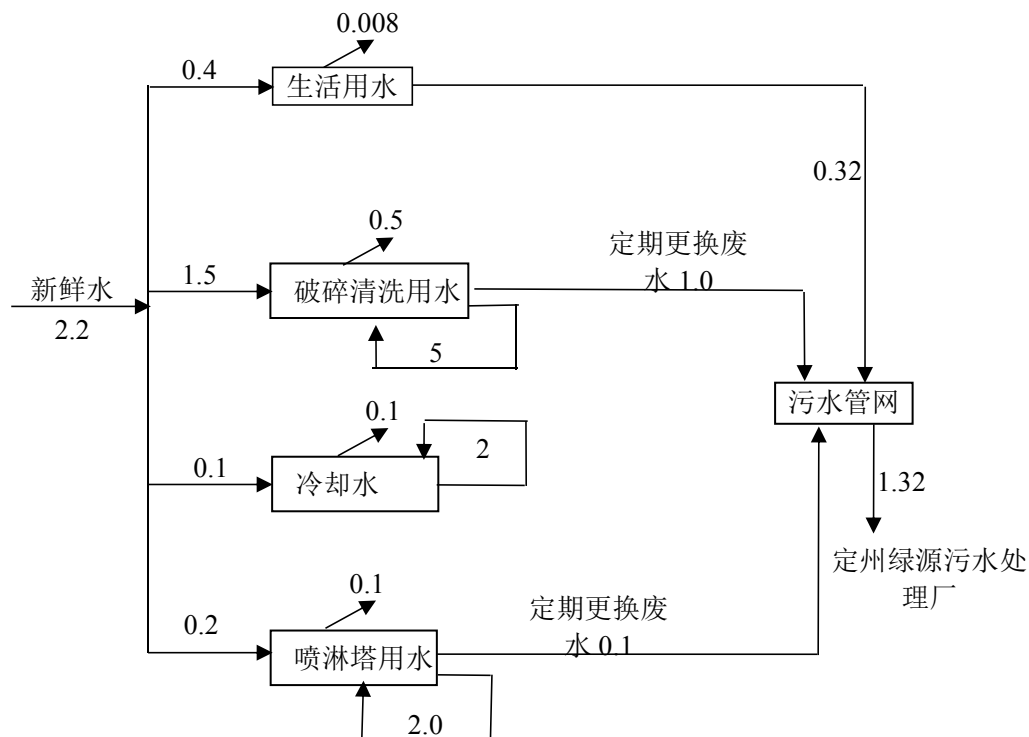 0.008
0.4
生活用水
0.32
0.5
定期更换废
水 1.0
新鲜水
1.5
破碎清洗用水
2.2
5
污水管网
0.1
2
0.1
冷却水
1.32
定州绿源污水处
理厂
0.1
定期更换废
水 0.1
0.2
喷淋塔用水
2.0